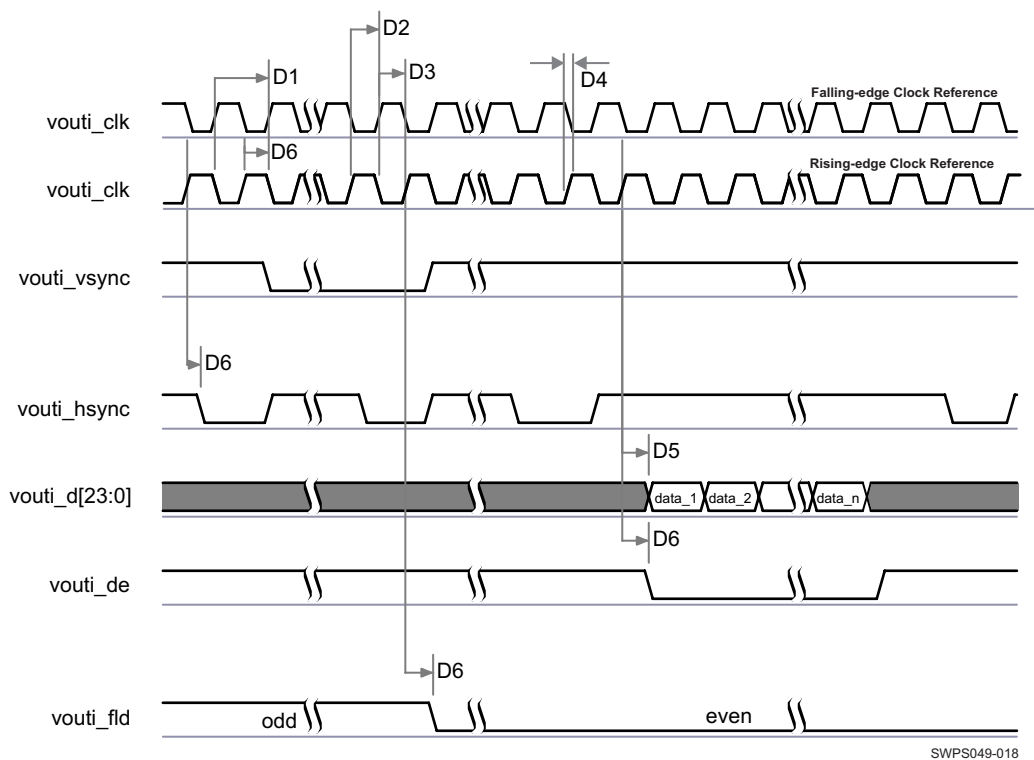 D2
D3
D1
D4
Falling-edge Clock Reference
vouti_clk
D6
Rising-edge Clock Reference
vouti_clk
vouti_vsync
D6
vouti_hsync
D5
vouti_d[23:0]
data_1 data_2 data_n
D6
vouti_de
D6
vouti_fld
odd even
SWPS049-018